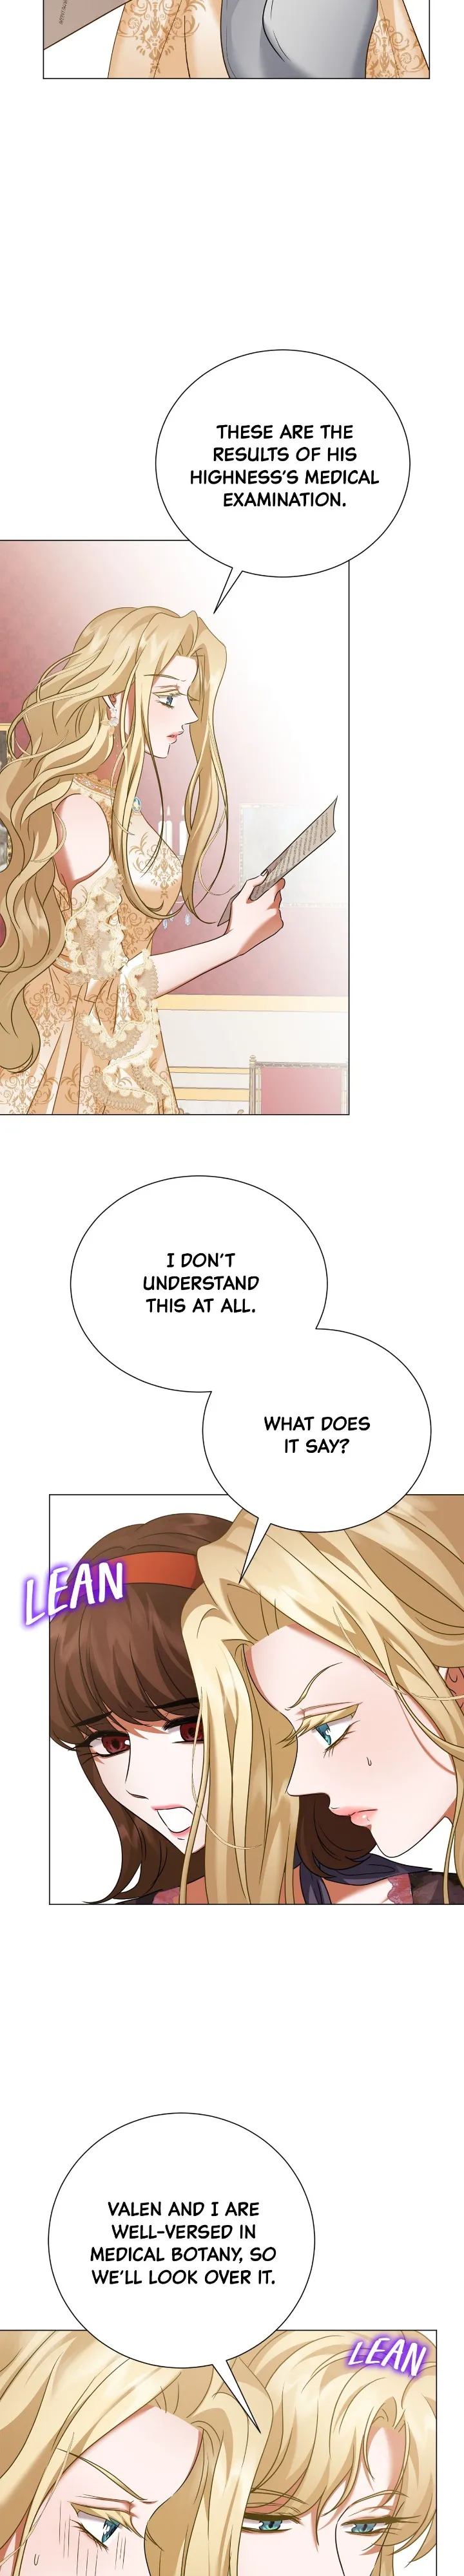 THESE ARE THE
RESULTS OF HIS
HIGHNESS'S MEDICAL
EXAMINATION.
I DON'T
UNDERSTAND
THIS AT ALL.
WHAT DOES
IT SAY?
LEAN
VALEN AND I ARE
WELL-VERSED IN
MEDICAL BOTANY, SO
WE'LL LOOK OVER IT.
LEAN